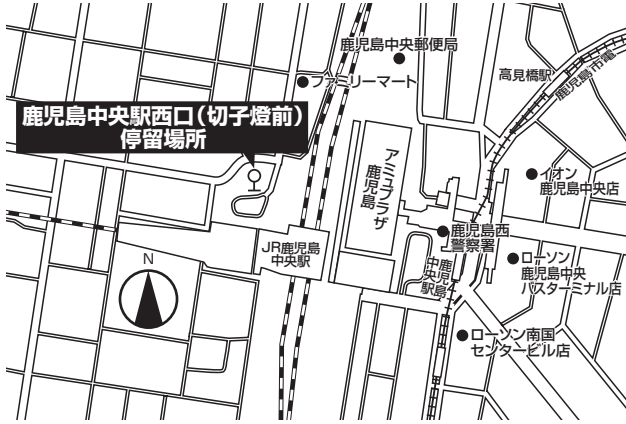 鹿児島中央郵便局
ファミリーマート
高見橋駅
鹿児島市電
鹿児島中央駅西口(切子燈前)
停留場所
アミュプラザ
鹿児島
イオン
鹿児島中央店
鹿児島西
警察署
JR鹿児島
中央駅
鹿児島
中央駅
ローソン
鹿児島中央
バスターミナル店
N
ローソン南国
センタービル店